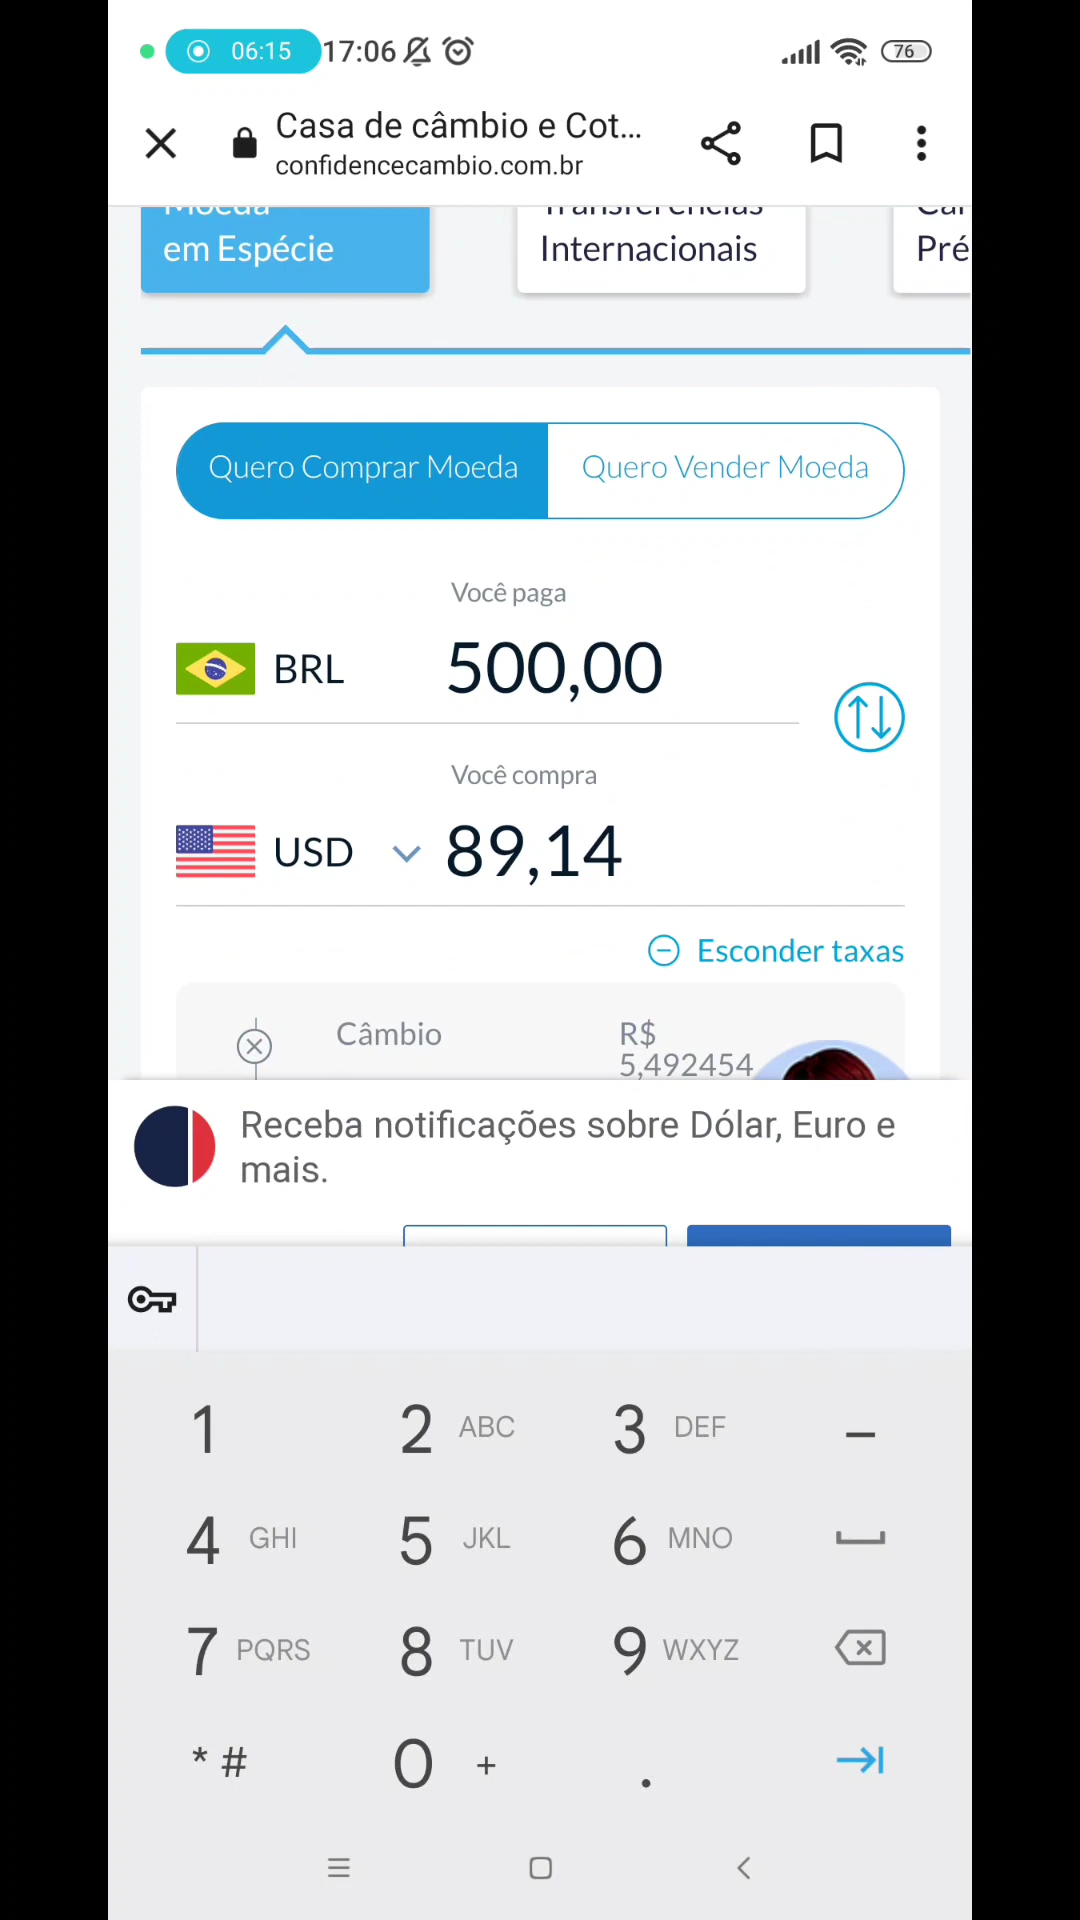 06:15 17:06 76
Casa de câmbio e Cot...
confidencecambio.com.br
Moeda
em Espécie
Transferências
Internacionais
Pré
Quero Comprar Moeda
Quero Vender Moeda
Você paga
BRL 500,00
Você compra
USD 89,14
Esconder taxas
Câmbio
R$
5,492454
Receba notificações sobre Dólar, Euro e
mais.
1
2 ABC
3 DEF
–
4 GHI
5 JKL
6 MNO
7 PQRS
8 TUV
9 WXYZ
* #
0 +
.